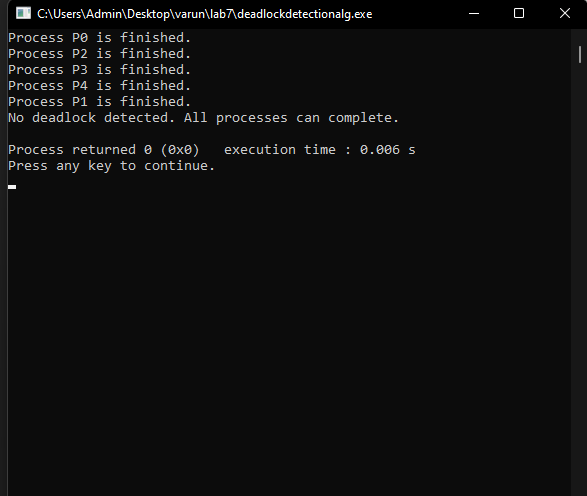 C:\Users\Admin\Desktop\varun\lab7\deadlockdetectionalg.exe
Process P0 is finished.
Process P2 is finished.
Process P3 is finished.
Process P4 is finished.
Process P1 is finished.
No deadlock detected. All processes can complete.
Process returned 0 (0x0)   execution time : 0.006 s
Press any key to continue.